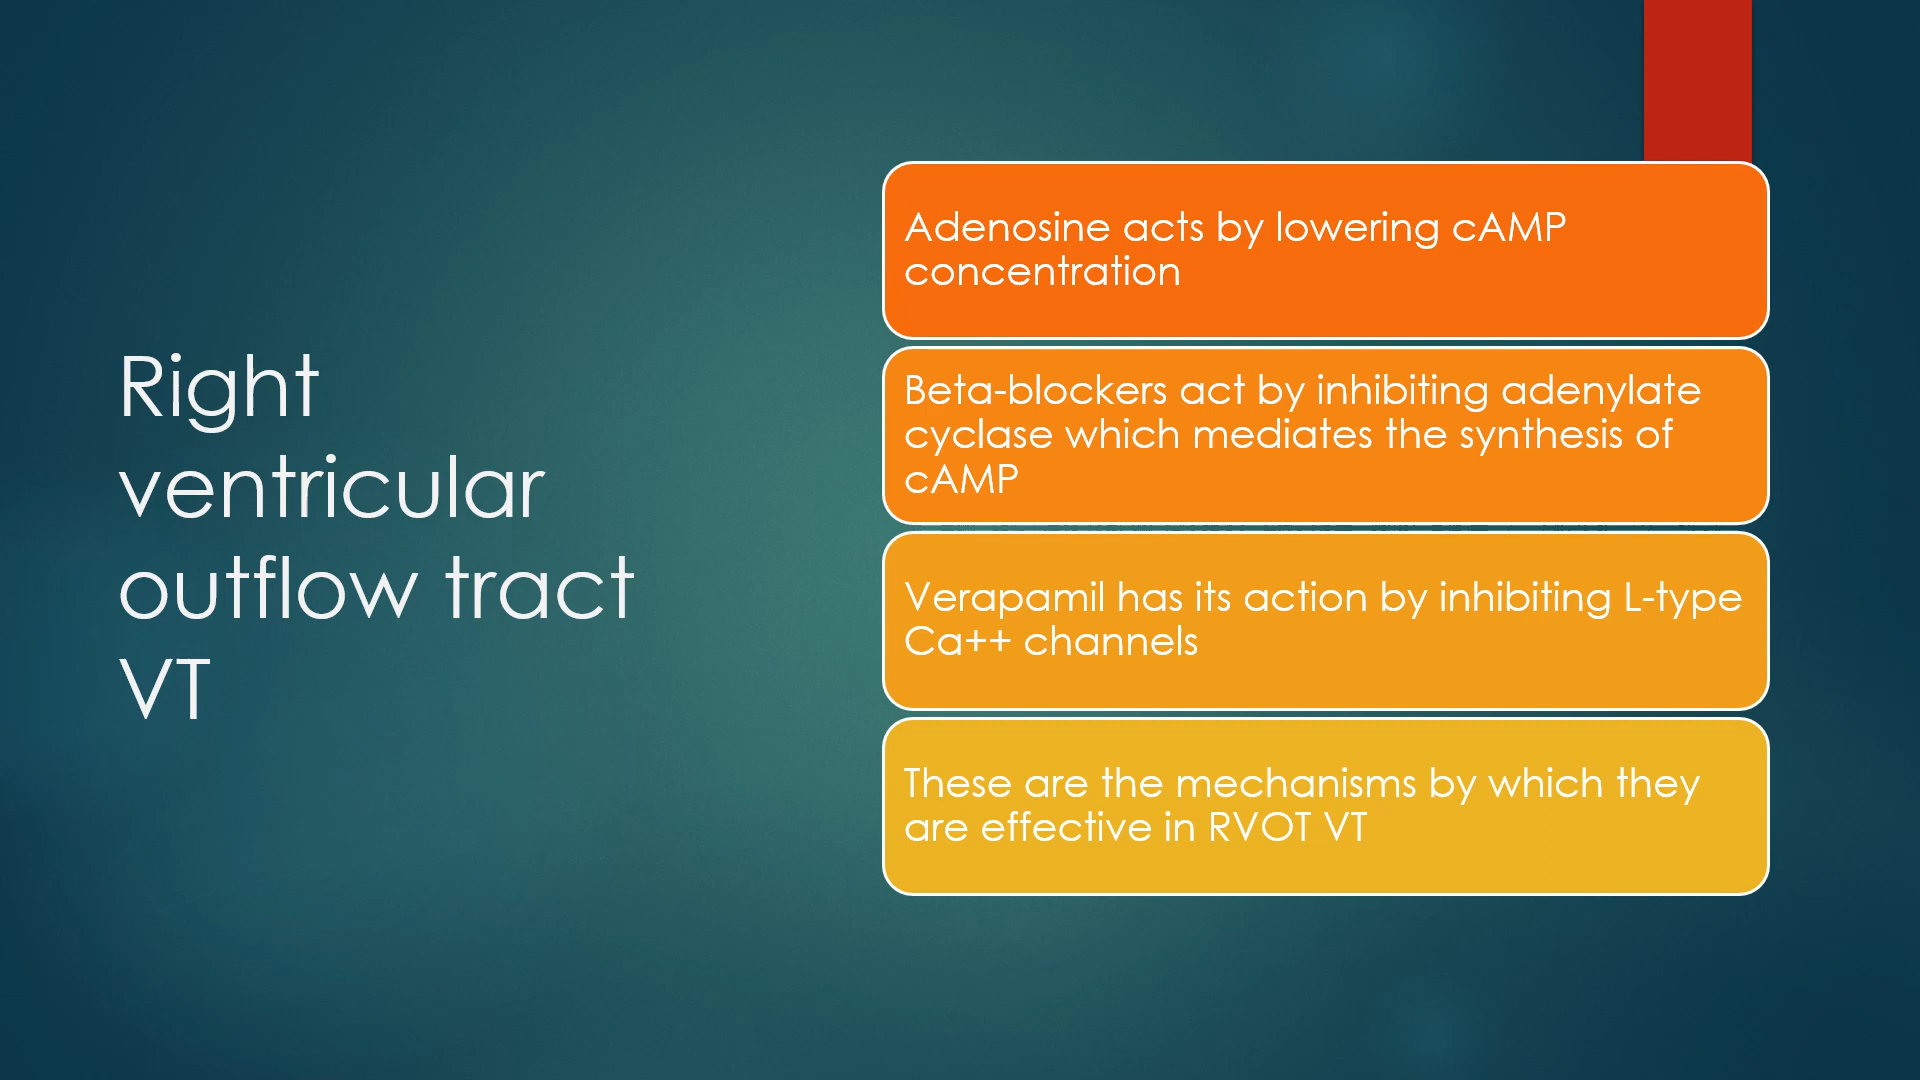 Right
ventricular
outflow tract
VT
Adenosine acts by lowering cAMP
concentration
Beta-blockers act by inhibiting adenylate
cyclase which mediates the synthesis of
cAMP
Verapamil has its action by inhibiting L-type
Ca++ channels
These are the mechanisms by which they
are effective in RVOT VT